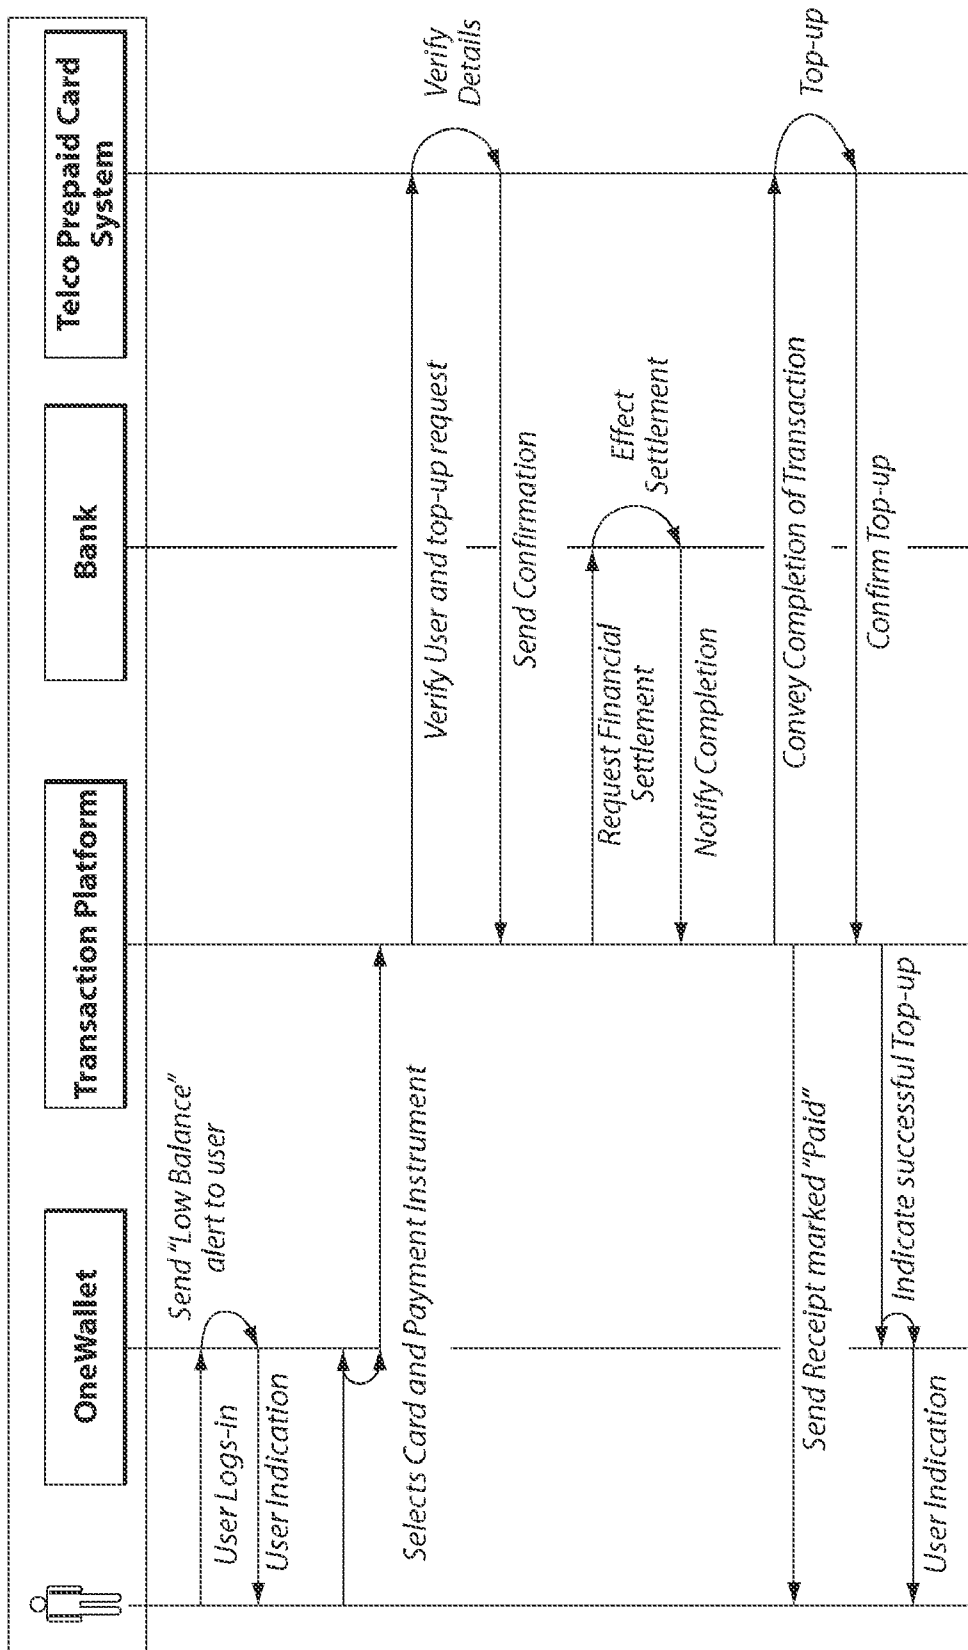 OneWallet
Transaction Platform
Bank
Telco Prepaid Card
System
Send "Low Balance"
alert to user
User Logs-in
User Indication
Selects Card and Payment Instrument
Verify User and top-up request
Verify
Details
Send Confirmation
Request Financial
Settlement
Effect
Settlement
Notify Completion
Convey Completion of Transaction
Top-up
Send Receipt marked "Paid"
Confirm Top-up
Indicate successful Top-up
User Indication